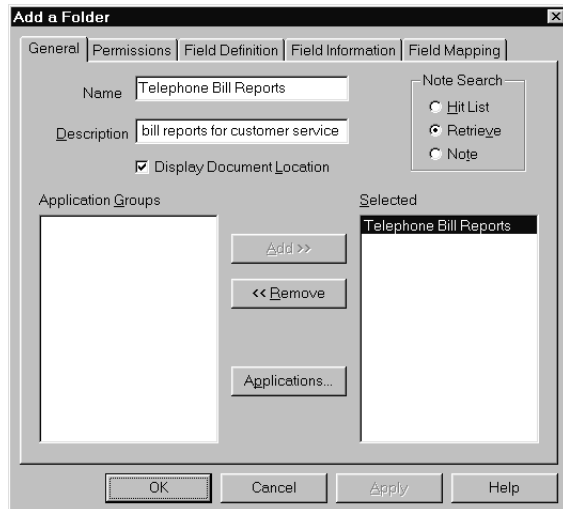 Add a Folder
General Permissions Field Definition Field Information Field Mapping
Name Telephone Bill Reports
Description bill reports for customer service
Display Document Location
Note Search
Hit List
Retrieve
Note
Application Groups
Selected
Telephone Bill Reports
Add >>
<< Remove
Applications...
OK Cancel Apply Help